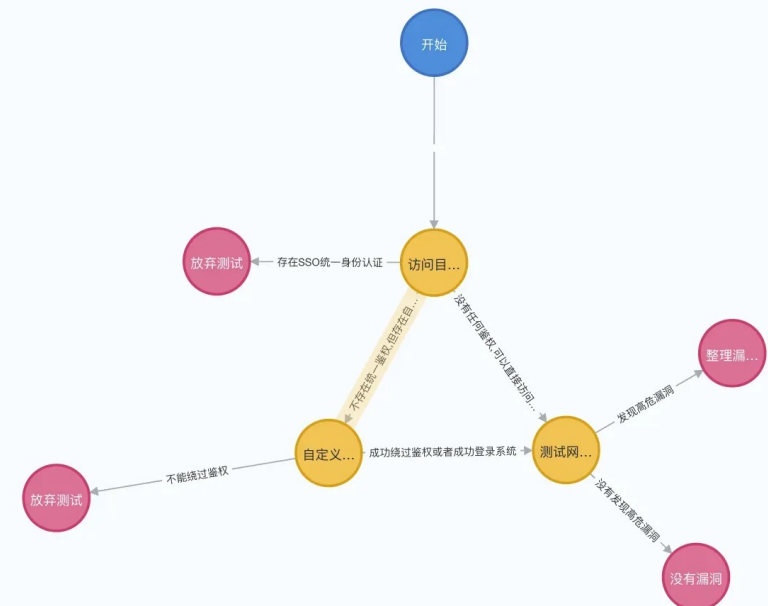 开始
访问目...
存在SSO统一身份认证
放弃测试
不存在统一鉴权,但存在自...
没有任何鉴权,可以直接访问...
自定义...
成功绕过鉴权或者成功登录系统
测试网...
不能绕过鉴权
放弃测试
发现高危漏洞
整理漏...
没有发现高危漏洞
没有漏洞